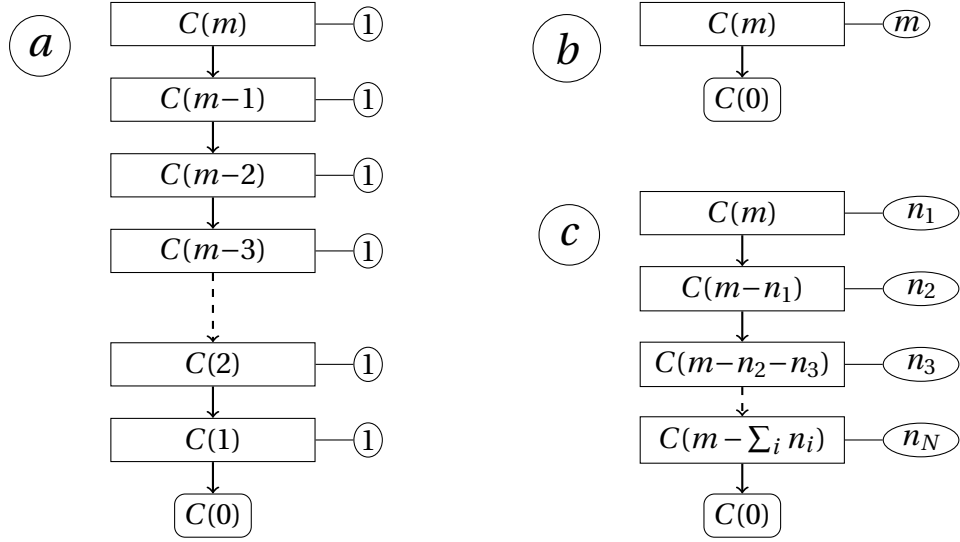 a
C(m) 1
C(m−1) 1
C(m−2) 1
C(m−3) 1
C(2) 1
C(1) 1
C(0)
b
C(m) m
C(0)
c
C(m) n₁
C(m−n₁) n₂
C(m−n₂−n₃) n₃
C(m−∑ᵢ nᵢ) n_N
C(0)